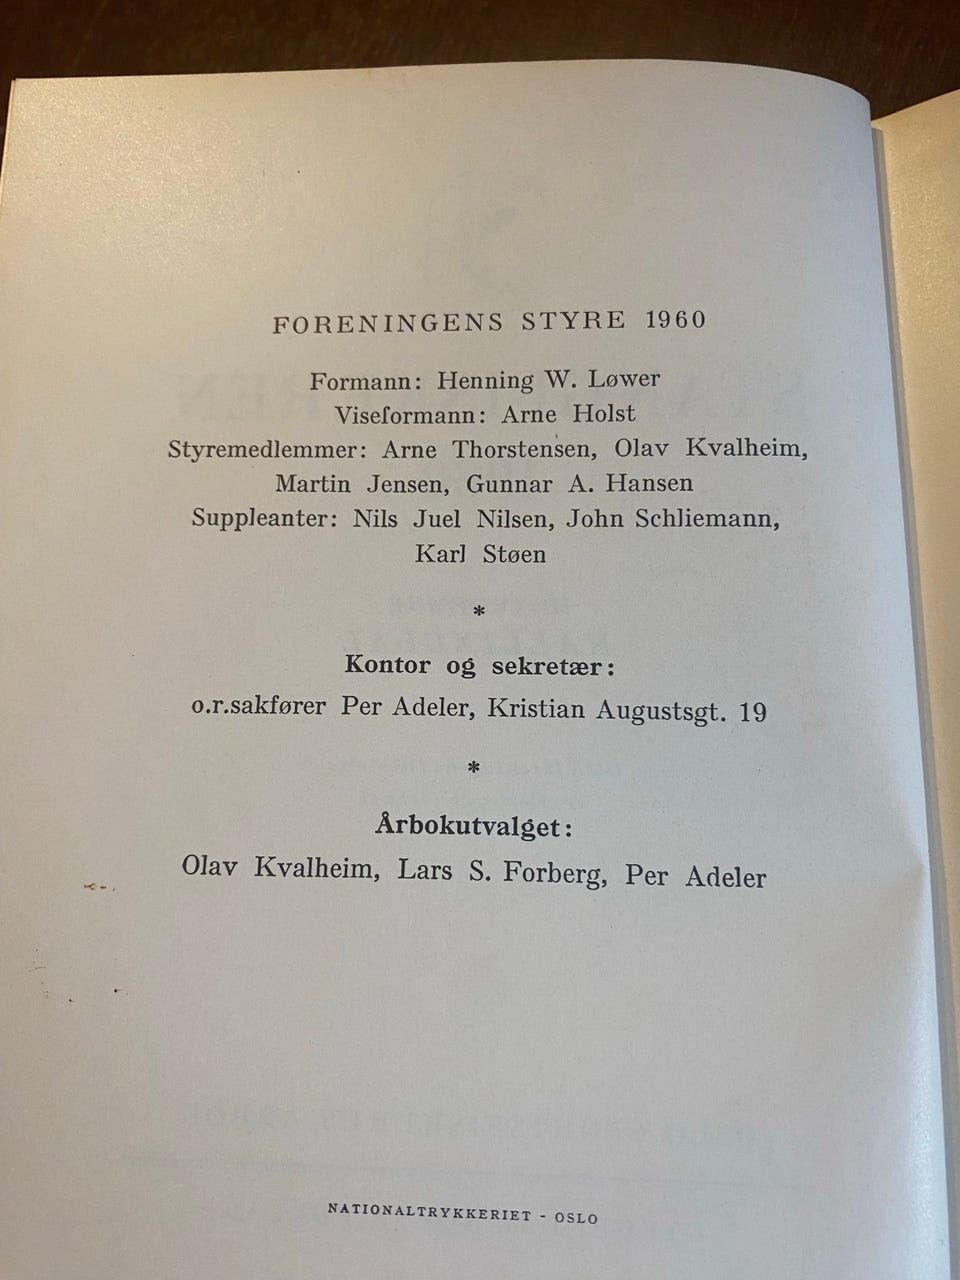 FORENINGENS STYRE 1960
Formann: Henning W. Løwer
Viseformann: Arne Holst
Styremedlemmer: Arne Thorstensen, Olav Kvalheim,
Martin Jensen, Gunnar A. Hansen
Suppleanter: Nils Juel Nilsen, John Schliemann,
Karl Støen
*
Kontor og sekretær:
o.r.sakfører Per Adeler, Kristian Augustsgt. 19
*
Årbokutvalget:
Olav Kvalheim, Lars S. Forberg, Per Adeler
NATIONALTRYKKERIET - OSLO